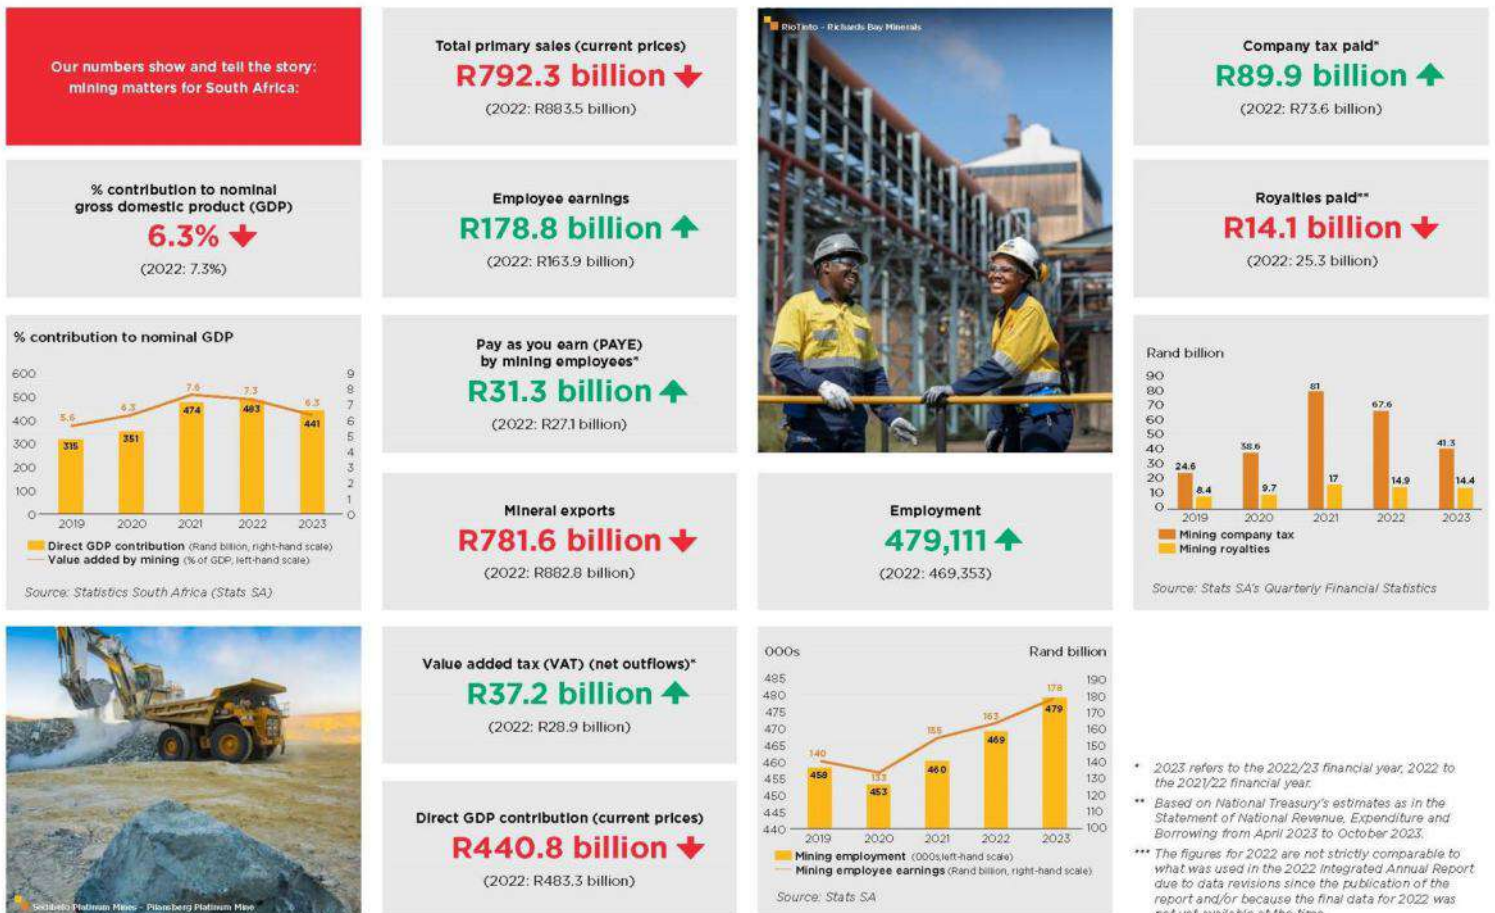 Our numbers show and tell the story:
mining matters for South Africa:
% contribution to nominal
gross domestic product (GDP)
6.3%
(2022: 7.3%)
% contribution to nominal GDP
600
500
400
300
200
100
0
9
8
7
6
5
4
3
2
1
0
5.6
6.3
7.6
7.3
6.3
315
351
474
483
441
2019
2020
2021
2022
2023
Direct GDP contribution (Rand billion, right-hand scale)
Value added by mining (% of GDP, left-hand scale)
Source: Statistics South Africa (Stats SA)
Sedibelo Platinum Mines - Pilansberg Platinum Mine
Total primary sales (current prices)
R792.3 billion
(2022: R883.5 billion)
Employee earnings
R178.8 billion
(2022: R163.9 billion)
Pay as you earn (PAYE)
by mining employees*
R31.3 billion
(2022: R27.1 billion)
Mineral exports
R781.6 billion
(2022: R882.8 billion)
Value added tax (VAT) (net outflows)*
R37.2 billion
(2022: R28.9 billion)
Direct GDP contribution (current prices)
R440.8 billion
(2022: R483.3 billion)
RioTinto - Richards Bay Minerals
Employment
479,111
(2022: 469,353)
000s
Rand billion
485
480
475
470
465
460
455
450
445
440
190
180
170
160
150
140
130
120
110
100
140
133
155
163
178
458
453
460
469
479
2019
2020
2021
2022
2023
Mining employment (000s,left-hand scale)
Mining employee earnings (Rand billion, right-hand scale)
Source: Stats SA
Company tax paid*
R89.9 billion
(2022: R73.6 billion)
Royalties paid**
R14.1 billion
(2022: 25.3 billion)
Rand billion
90
80
70
60
50
40
30
20
10
0
24.6
8.4
38.6
9.7
81
17
67.6
14.9
41.3
14.4
2019
2020
2021
2022
2023
Mining company tax
Mining royalties
Source: Stats SA's Quarterly Financial Statistics
* 2023 refers to the 2022/23 financial year, 2022 to
the 2021/22 financial year.
** Based on National Treasury's estimates as in the
Statement of National Revenue, Expenditure and
Borrowing from April 2023 to October 2023.
*** The figures for 2022 are not strictly comparable to
what was used in the 2022 Integrated Annual Report
due to data revisions since the publication of the
report and/or because the final data for 2022 was
not yet available at the time.